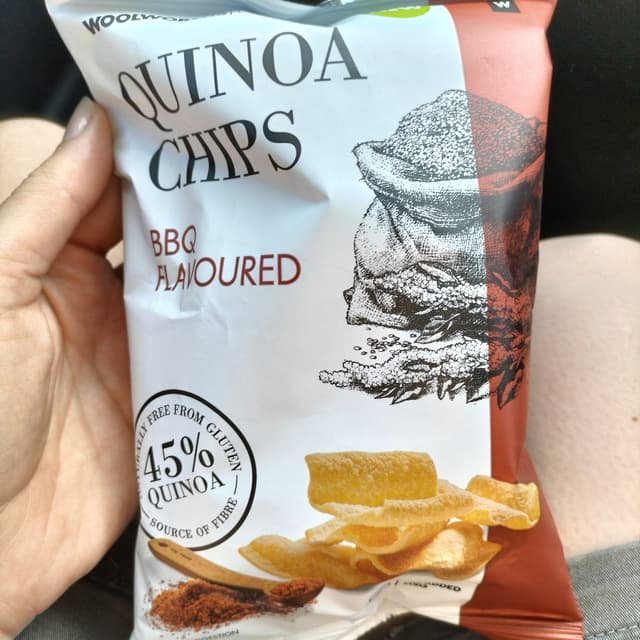 W
QUINOA
CHIPS
BBQ
FLAVOURED
FREE FROM GLUTEN
45%
QUINOA
SOURCE OF FIBRE